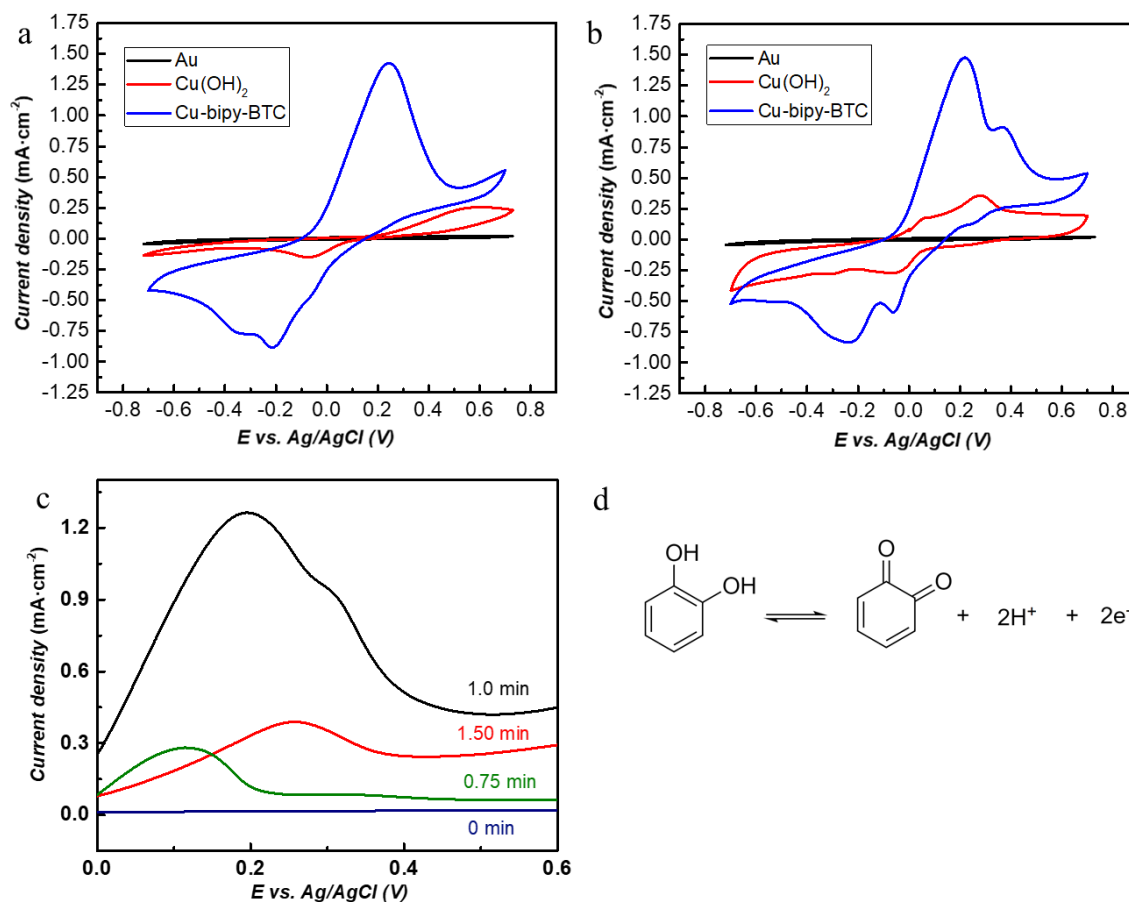 a
Au
Cu(OH)2
Cu-bipy-BTC
Current density (mA·cm-2)
1.75
1.50
1.25
1.00
0.75
0.50
0.25
0.00
-0.25
-0.50
-0.75
-1.00
-1.25
-0.8 -0.6 -0.4 -0.2 0.0 0.2 0.4 0.6 0.8
E vs. Ag/AgCl (V)
b
Au
Cu(OH)2
Cu-bipy-BTC
Current density (mA·cm-2)
1.75
1.50
1.25
1.00
0.75
0.50
0.25
0.00
-0.25
-0.50
-0.75
-1.00
-1.25
-0.8 -0.6 -0.4 -0.2 0.0 0.2 0.4 0.6 0.8
E vs. Ag/AgCl (V)
c
Current density (mA·cm-2)
1.2
0.9
0.6
0.3
0.0
1.0 min
1.50 min
0.75 min
0 min
0.0 0.2 0.4 0.6
E vs. Ag/AgCl (V)
d
OH
OH
O
O
+ 2H+ + 2e-